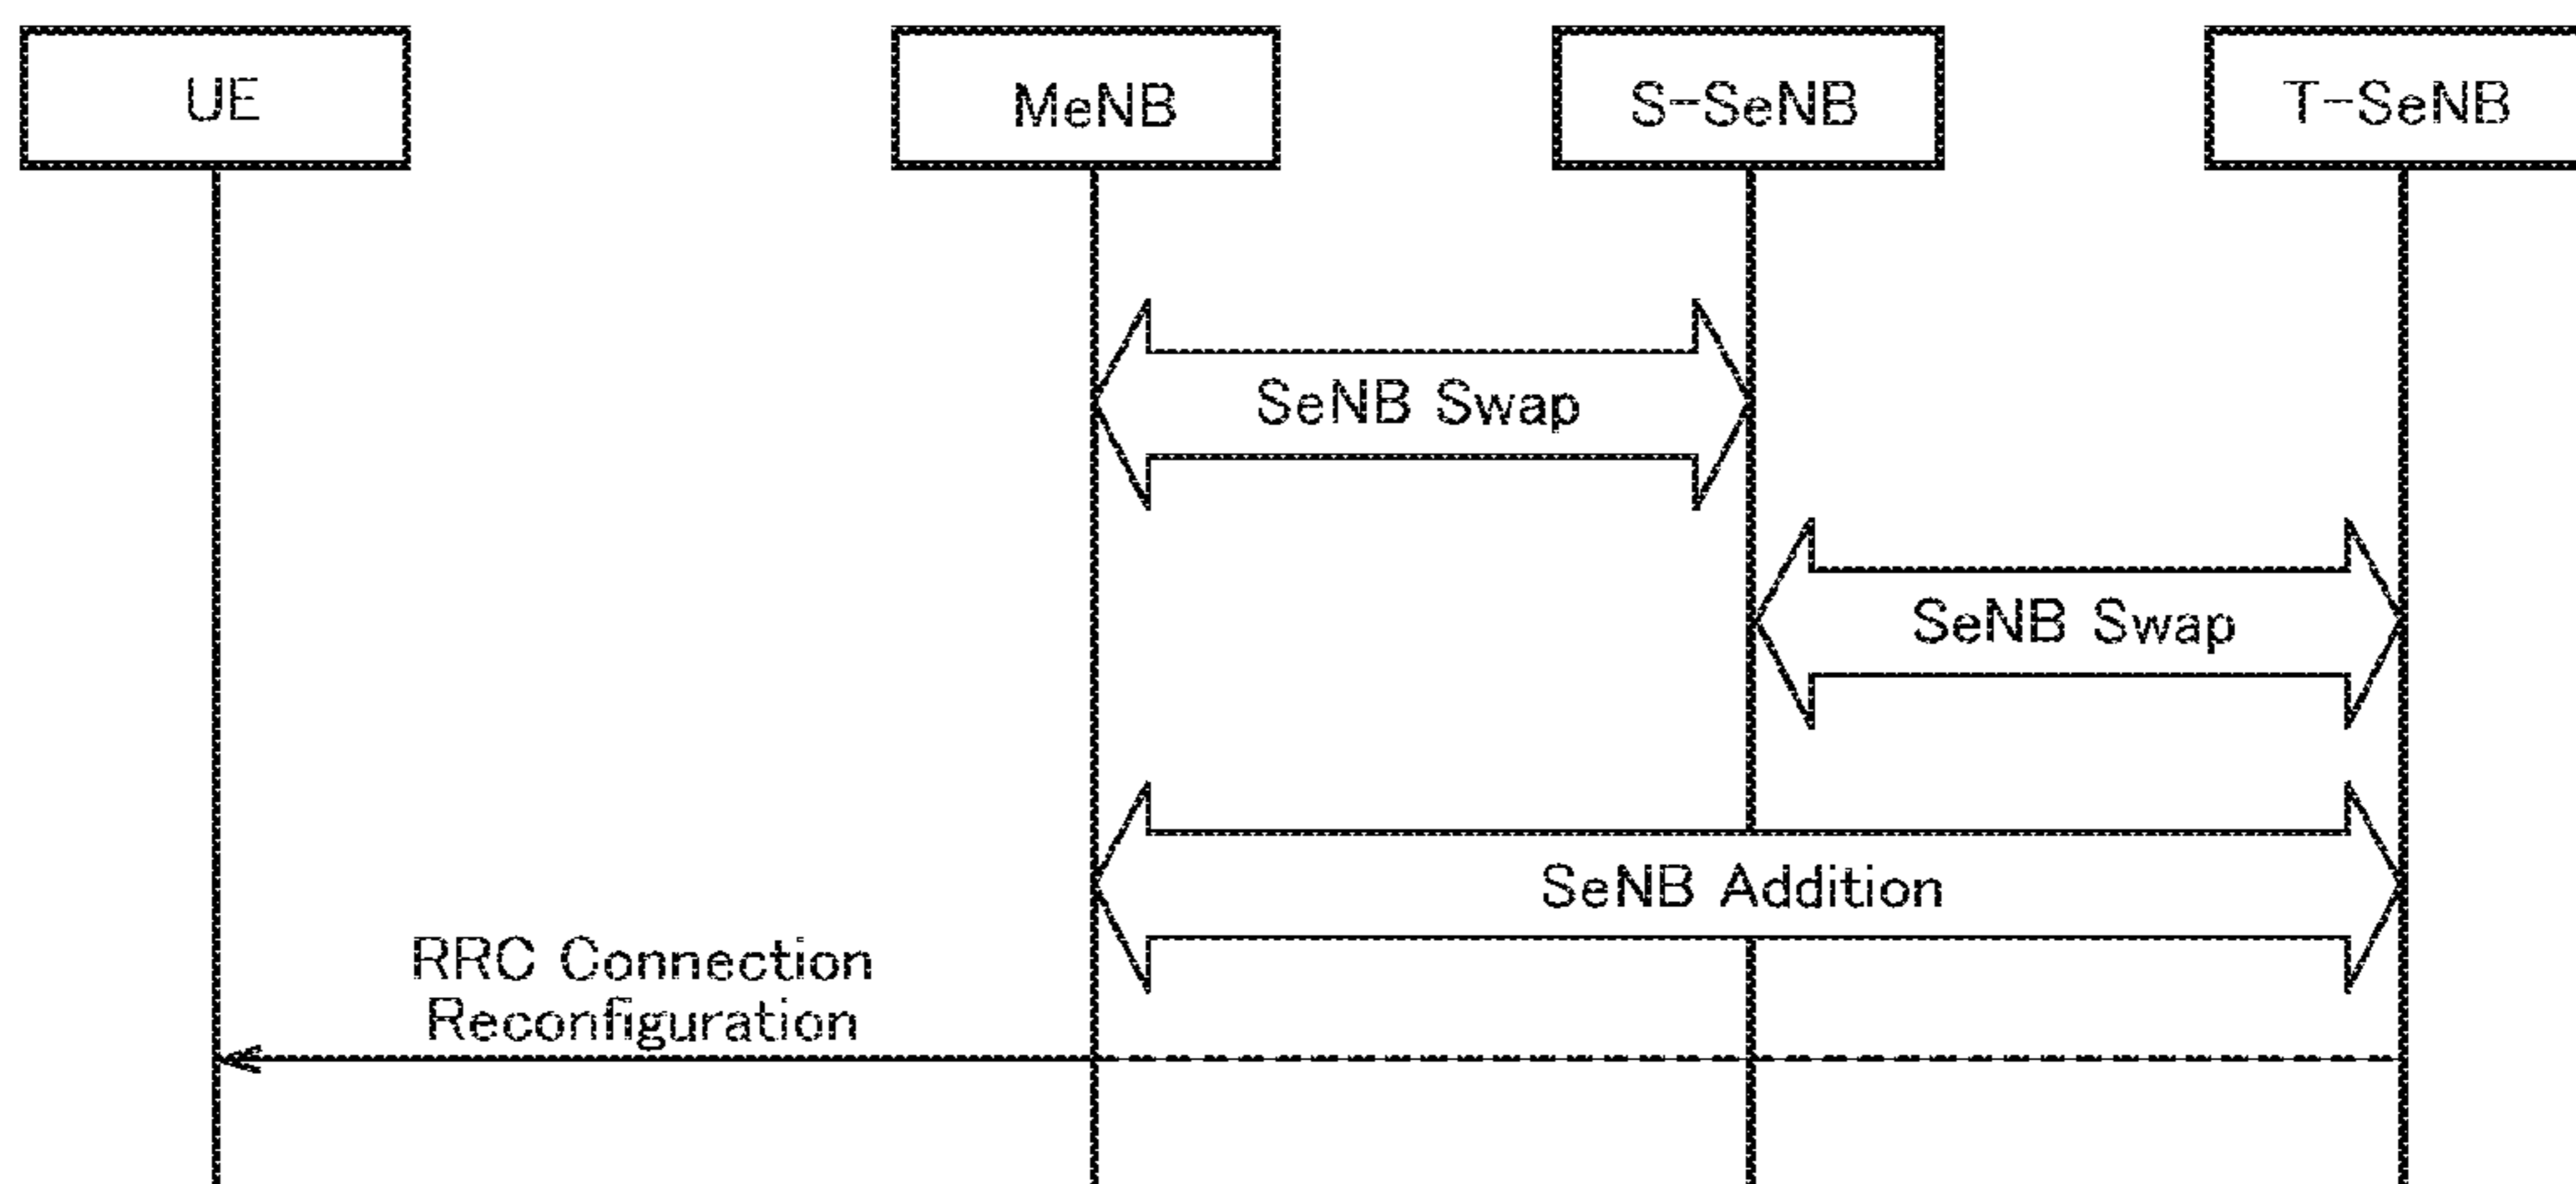 UE
MeNB
S-SeNB
T-SeNB
SeNB Swap
SeNB Swap
SeNB Addition
RRC Connection
Reconfiguration